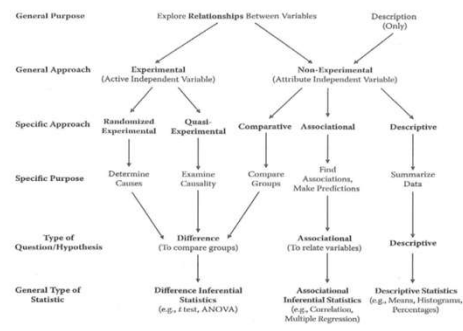 General Purpose
Explore Relationships Between Variables
Description
(Only)
General Approach
Experimental
(Active Independent Variable)
Non-Experimental
(Attribute Independent Variable)
Specific Approach
Randomized
Experimental
Quasi-
Experimental
Comparative
Associational
Descriptive
Specific Purpose
Determine
Causes
Examine
Causality
Compare
Groups
Find
Associations,
Make Predictions
Summarize
Data
Type of
Question/Hypothesis
Difference
(To compare groups)
Associational
(To relate variables)
Descriptive
General Type of
Statistic
Difference Inferential
Statistics
(e.g., t test, ANOVA)
Associational
Inferential Statistics
(e.g., Correlation,
Multiple Regression)
Descriptive Statistics
(e.g., Means, Histograms,
Percentages)